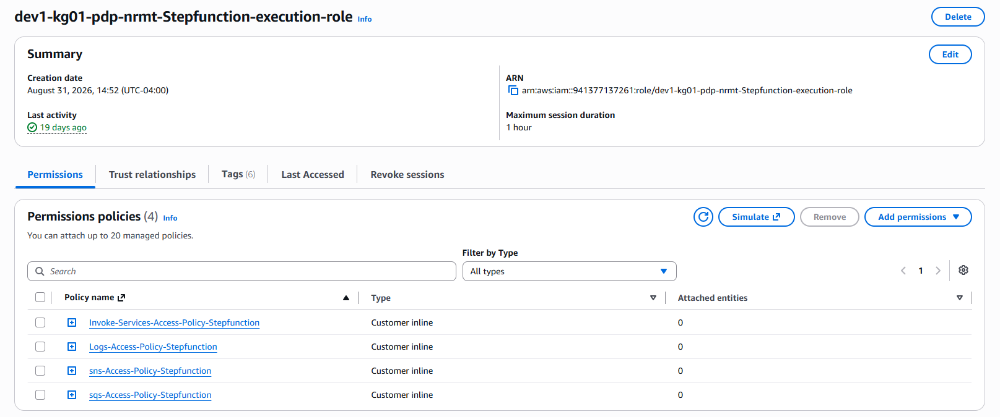 dev1-kg01-pdp-nrmt-Stepfunction-execution-role Info
Delete
Summary
Edit
Creation date
August 31, 2026, 14:52 (UTC-04:00)
ARN
arn:aws:iam::941377137261:role/dev1-kg01-pdp-nrmt-Stepfunction-execution-role
Last activity
19 days ago
Maximum session duration
1 hour
Permissions
Trust relationships
Tags (6)
Last Accessed
Revoke sessions
Permissions policies (4) Info
You can attach up to 20 managed policies.
Simulate
Remove
Add permissions
Filter by Type
Search
All types
1
Policy name
Type
Attached entities
Invoke-Services-Access-Policy-Stepfunction
Customer inline
0
Logs-Access-Policy-Stepfunction
Customer inline
0
sns-Access-Policy-Stepfunction
Customer inline
0
sqs-Access-Policy-Stepfunction
Customer inline
0